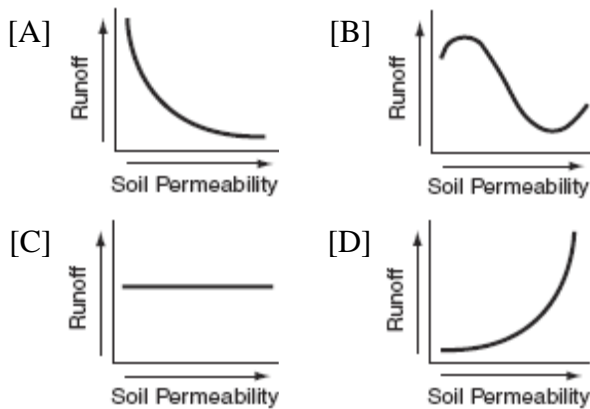 [A]
Runoff
Soil Permeability
[B]
Runoff
Soil Permeability
[C]
Runoff
Soil Permeability
[D]
Runoff
Soil Permeability